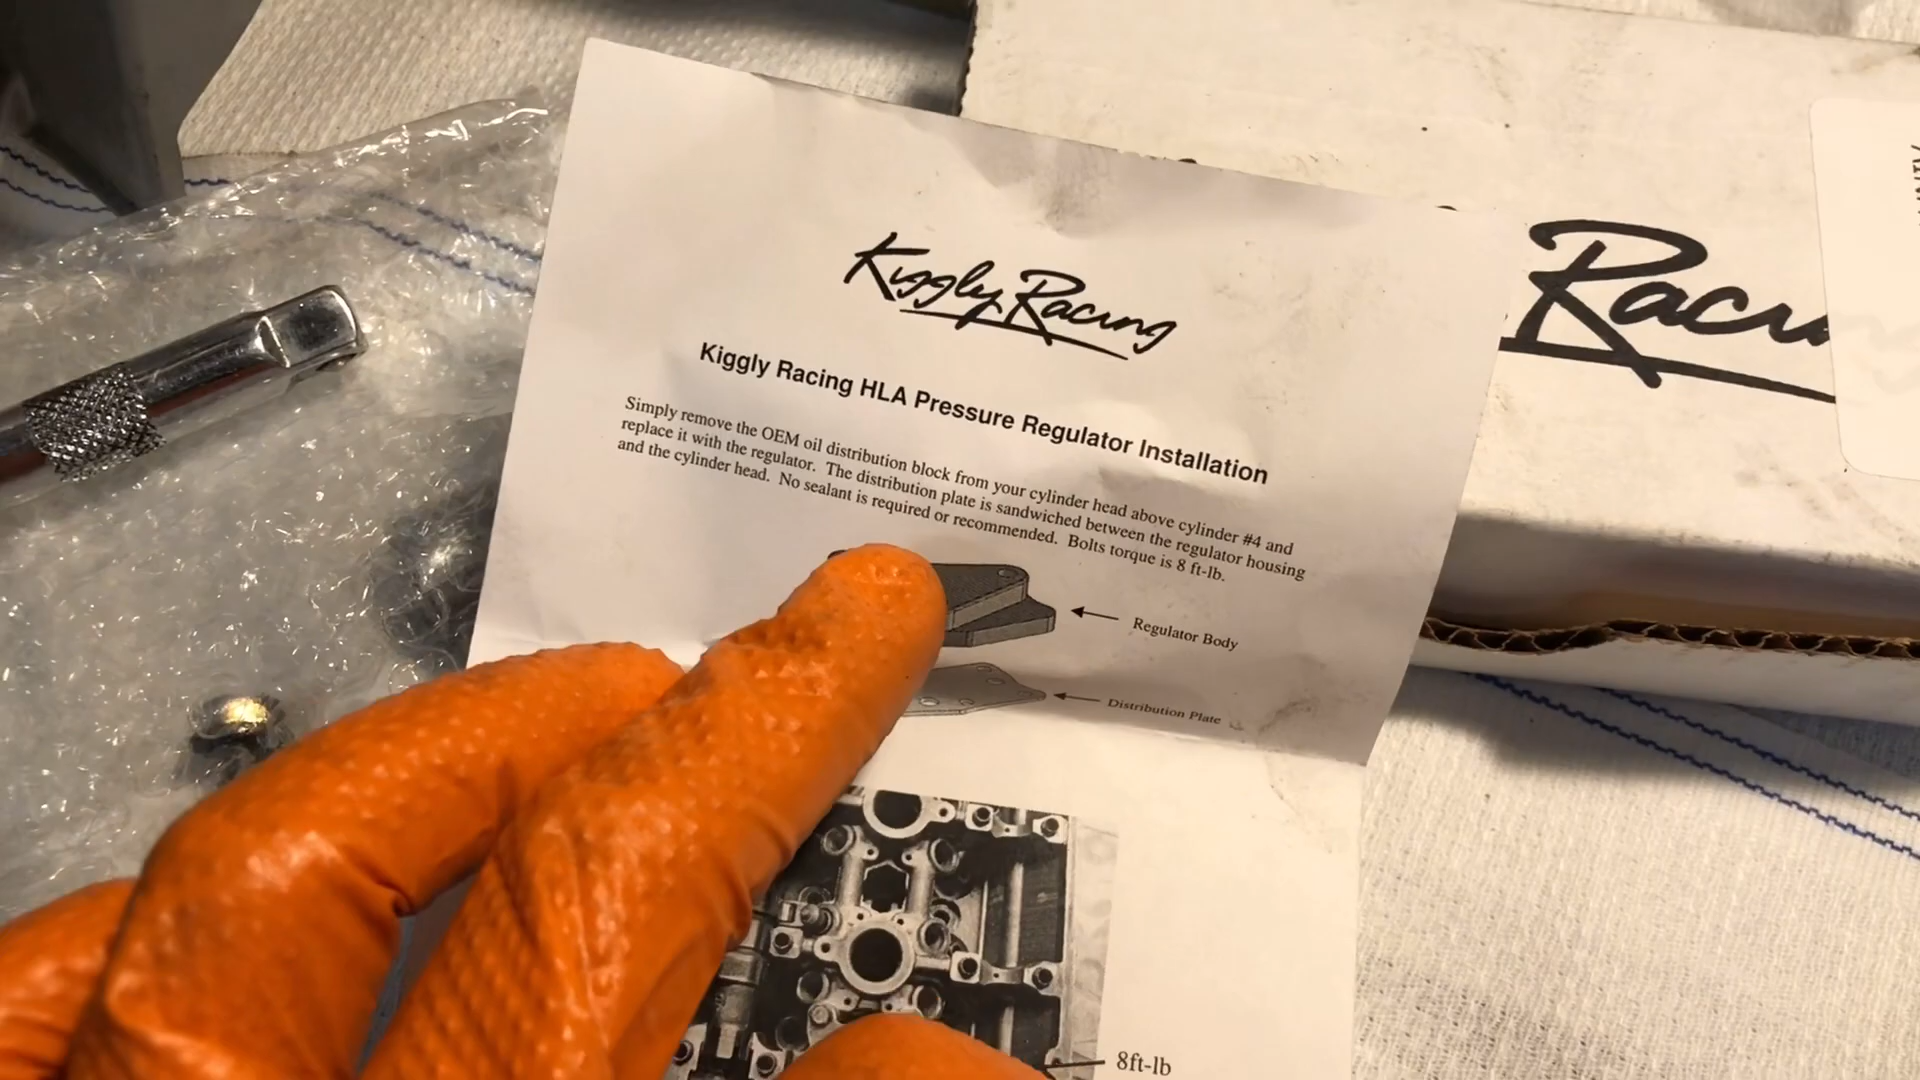 Kiggly Racing
Racin
Kiggly Racing HLA Pressure Regulator Installation
Simply remove the OEM oil distribution block from your cylinder head above cylinder #4 and
replace it with the regulator. The distribution plate is sandwiched between the regulator housing
and the cylinder head. No sealant is required or recommended. Bolts torque is 8 ft-lb.
Regulator Body
Distribution Plate
8ft-lb